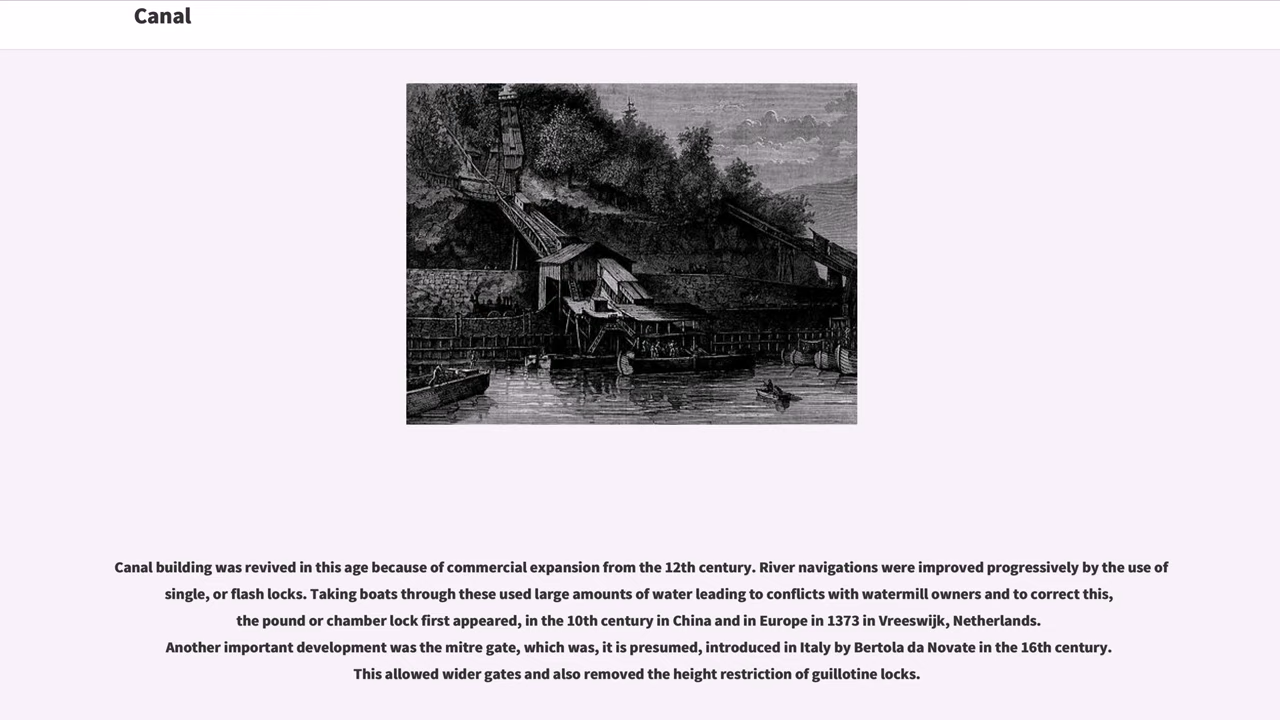 Canal
Canal building was revived in this age because of commercial expansion from the 12th century. River navigations were improved progressively by the use of
single, or flash locks. Taking boats through these used large amounts of water leading to conflicts with watermill owners and to correct this,
the pound or chamber lock first appeared, in the 10th century in China and in Europe in 1373 in Vreeswijk, Netherlands.
Another important development was the mitre gate, which was, it is presumed, introduced in Italy by Bertola da Novate in the 16th century.
This allowed wider gates and also removed the height restriction of guillotine locks.